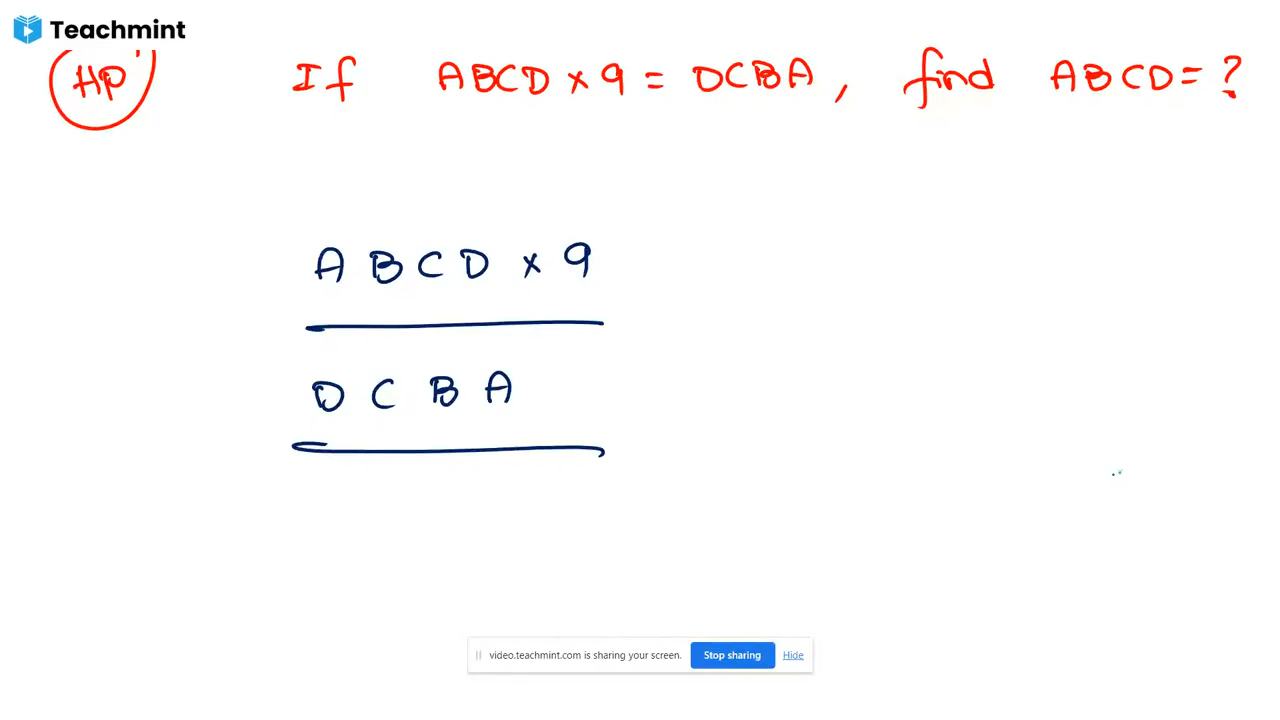 Teachmint
HP If ABCD × 9 = DCBA, find ABCD = ?
A B C D × 9
D C B A
video.teachmint.com is sharing your screen. Stop sharing Hide